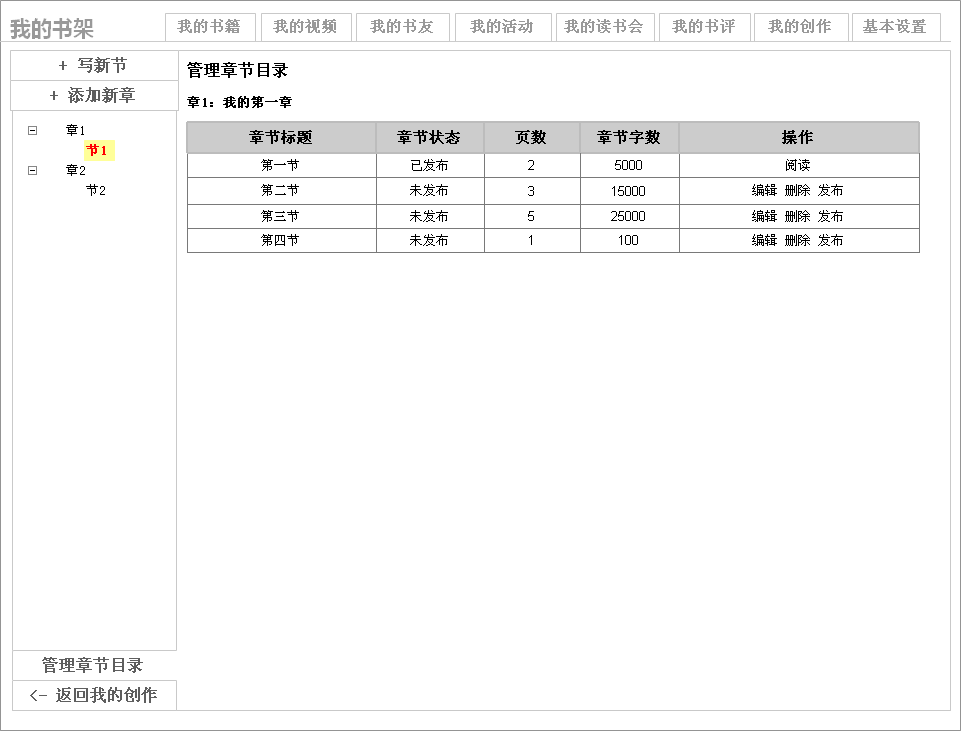 我的书架 我的书籍 我的视频 我的书友 我的活动 我的读书会 我的书评 我的创作 基本设置
+ 写新节
+ 添加新章
章1
节1
章2
节2
管理章节目录
<- 返回我的创作
管理章节目录
章1：我的第一章
章节标题 章节状态 页数 章节字数 操作
第一节 已发布 2 5000 阅读
第二节 未发布 3 15000 编辑 删除 发布
第三节 未发布 5 25000 编辑 删除 发布
第四节 未发布 1 100 编辑 删除 发布